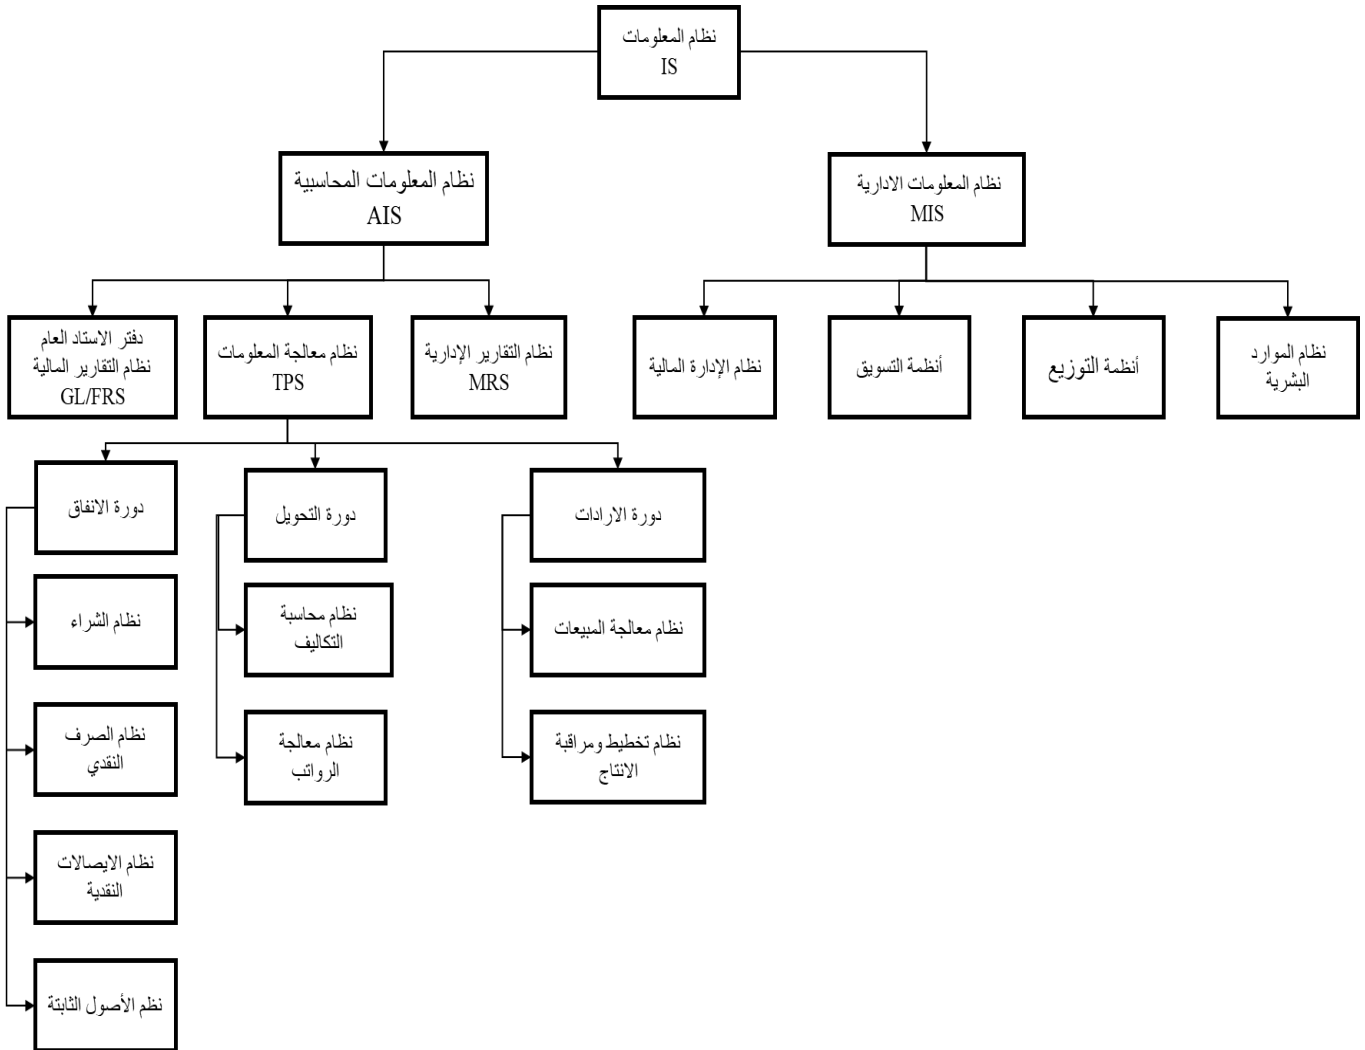 نظام المعلومات
IS
نظام المعلومات الادارية
MIS
نظام المعلومات المحاسبية
AIS
نظام الموارد
البشرية
أنظمة التوزيع
أنظمة التسويق
نظام الإدارة المالية
نظام التقارير الإدارية
MRS
نظام معالجة المعلومات
TPS
دفتر الاستاد العام
نظام التقارير المالية
GL/FRS
دورة الارادات
دورة التحويل
دورة الانفاق
نظام معالجة المبيعات
نظام محاسبة
التكاليف
نظام الشراء
نظام تخطيط ومراقبة
الانتاج
نظام معالجة
الرواتب
نظام الصرف
النقدي
نظام الايصالات
النقدية
نظم الأصول الثابتة